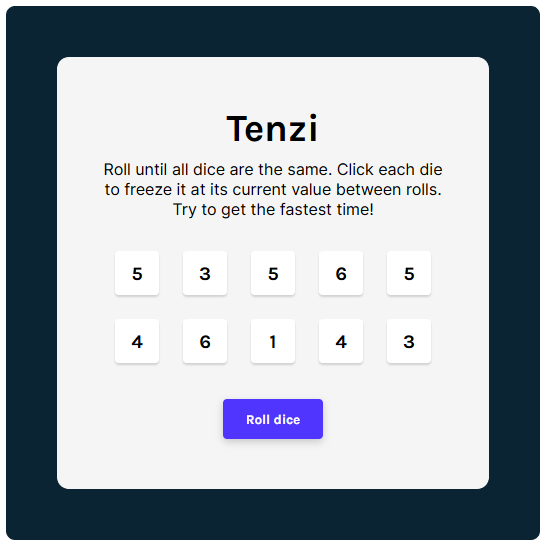 Tenzi
Roll until all dice are the same. Click each die
to freeze it at its current value between rolls.
Try to get the fastest time!
5 3 5 6 5
4 6 1 4 3
Roll dice